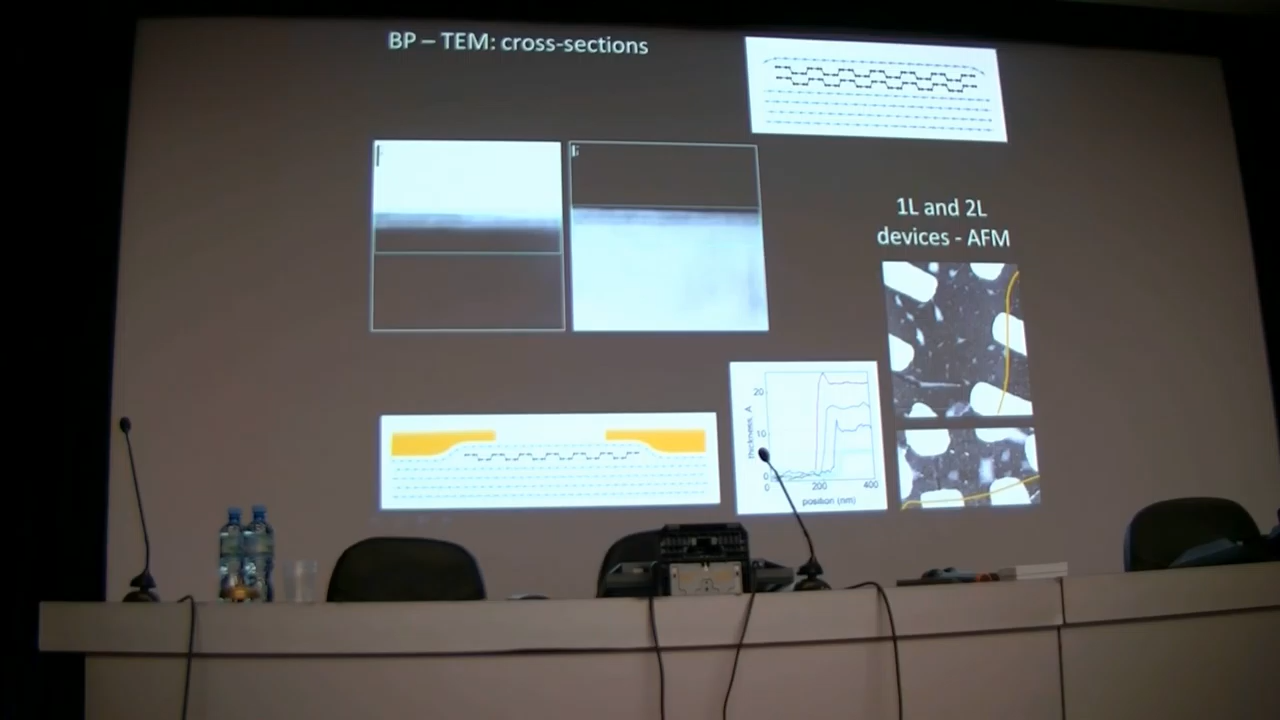 BP – TEM: cross-sections
1L and 2L
devices - AFM
thickness, A
20
10
0
0
200
400
position (nm)